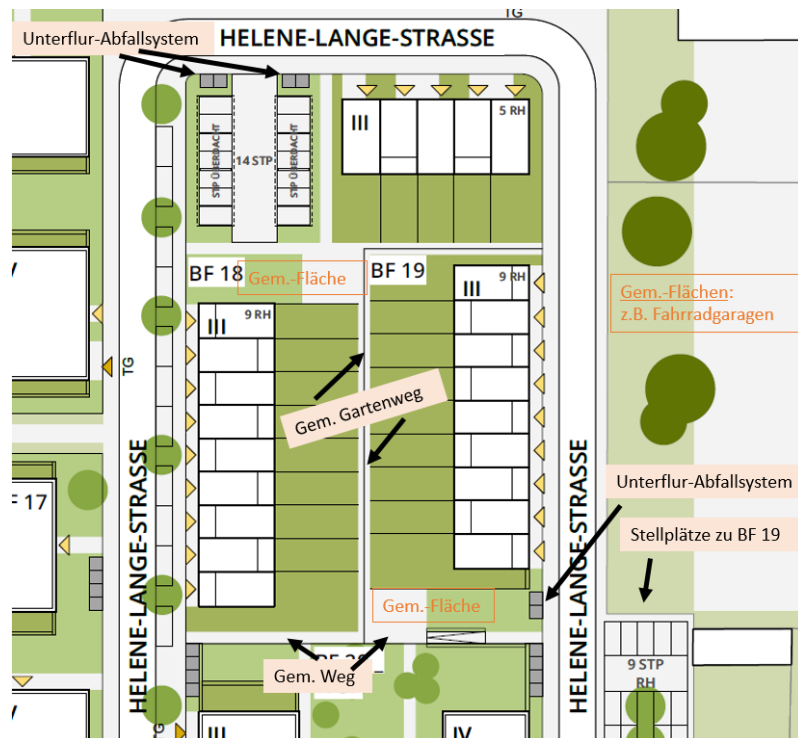 TG
Unterflur-Abfallsystem
HELENE-LANGE-STRASSE
III
5 RH
14 STP
STP ÜBERDACHT
STP ÜBERDACHT
BF 18
Gem.-Fläche
BF 19
III
9 RH
III
9 RH
Gem.-Flächen:
z.B. Fahrradgaragen
TG
Gem. Gartenweg
HELENE-LANGE-STRASSE
HELENE-LANGE-STRASSE
Unterflur-Abfallsystem
BF 17
Stellplätze zu BF 19
Gem.-Fläche
Gem. Weg
9 STP
RH
III
IV
V
V
TG